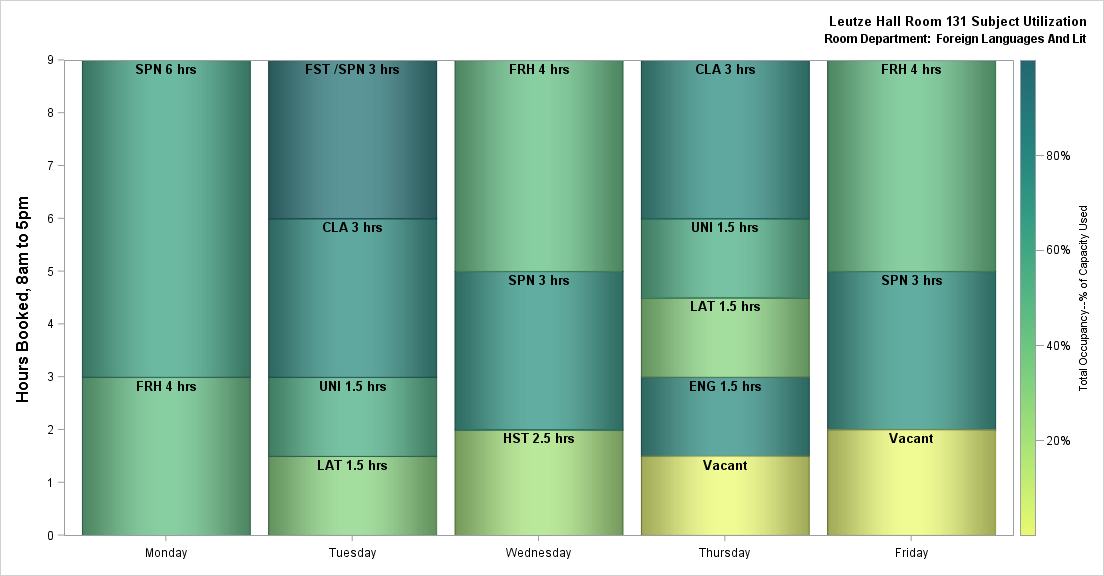 Leutze Hall Room 131 Subject Utilization
Room Department: Foreign Languages And Lit
Hours Booked, 8am to 5pm
9
8
7
6
5
4
3
2
1
0
SPN 6 hrs
FRH 4 hrs
FST /SPN 3 hrs
CLA 3 hrs
UNI 1.5 hrs
LAT 1.5 hrs
FRH 4 hrs
SPN 3 hrs
HST 2.5 hrs
CLA 3 hrs
UNI 1.5 hrs
LAT 1.5 hrs
ENG 1.5 hrs
Vacant
FRH 4 hrs
SPN 3 hrs
Vacant
Monday
Tuesday
Wednesday
Thursday
Friday
80%
60%
40%
20%
Total Occupancy--% of Capacity Used